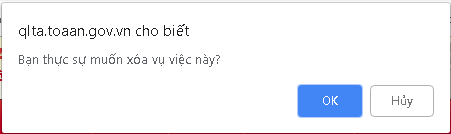 qlta.toaan.gov.vn cho biết
Bạn thực sự muốn xóa vụ việc này?
OK
Hủy